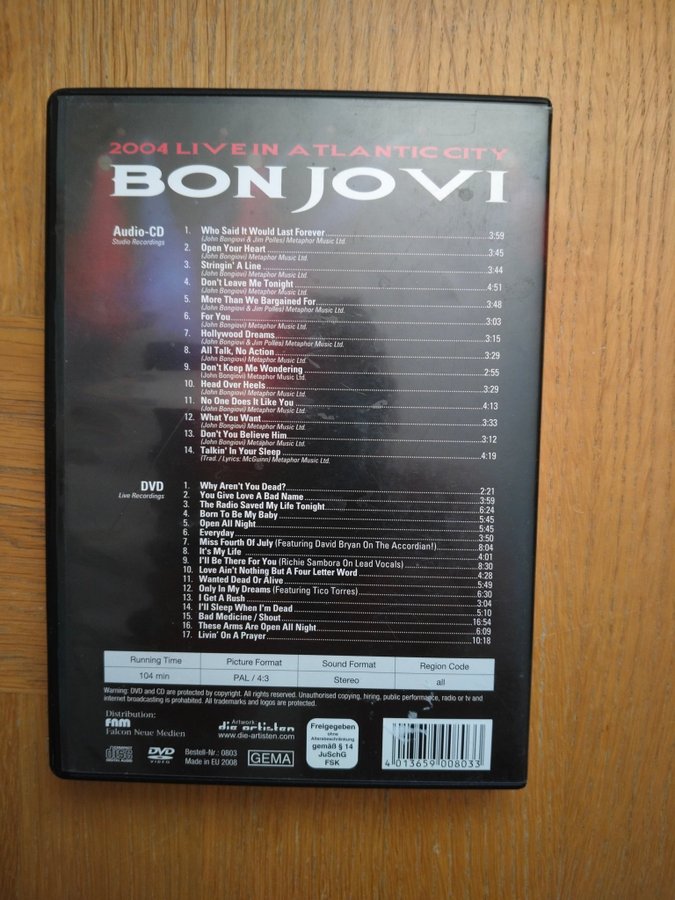 2004 LIVE IN ATLANTIC CITY
BON JOVI
Audio-CD
Studio Recordings
1. Who Said It Would Last Forever 3:59
(John Bongiovi & Jim Polles) Metaphor Music Ltd.
2. Open Your Heart 3:45
(John Bongiovi) Metaphor Music Ltd.
3. Stringin' A Line 3:44
(John Bongiovi) Metaphor Music Ltd.
4. Don't Leave Me Tonight 4:51
(John Bongiovi) Metaphor Music Ltd.
5. More Than We Bargained For 3:48
(John Bongiovi & Jim Polles) Metaphor Music Ltd.
6. For You 3:03
(John Bongiovi) Metaphor Music Ltd.
7. Hollywood Dreams 3:15
(John Bongiovi & Jim Polles) Metaphor Music Ltd.
8. All Talk, No Action 3:29
(John Bongiovi) Metaphor Music Ltd.
9. Don't Keep Me Wondering 2:55
(John Bongiovi) Metaphor Music Ltd.
10. Head Over Heels 3:29
(John Bongiovi) Metaphor Music Ltd.
11. No One Does It Like You 4:13
(John Bongiovi) Metaphor Music Ltd.
12. What You Want 3:33
(John Bongiovi) Metaphor Music Ltd.
13. Don't You Believe Him 3:12
(John Bongiovi) Metaphor Music Ltd.
14. Talkin' In Your Sleep 4:19
(Trad. / Lyrics: McGuinn) Metaphor Music Ltd.
DVD
Live Recordings
1. Why Aren't You Dead? 2:21
2. You Give Love A Bad Name 3:59
3. The Radio Saved My Life Tonight 6:24
4. Born To Be My Baby 5:45
5. Open All Night 5:45
6. Everyday 3:50
7. Miss Fourth Of July (Featuring David Bryan On The Accordian!) 8:04
8. It's My Life 4:01
9. I'll Be There For You (Richie Sambora On Lead Vocals) 8:30
10. Love Ain't Nothing But A Four Letter Word 4:28
11. Wanted Dead Or Alive 5:49
12. Only In My Dreams (Featuring Tico Torres) 6:30
13. I Get A Rush 3:04
14. I'll Sleep When I'm Dead 5:10
15. Bad Medicine / Shout 16:54
16. These Arms Are Open All Night 6:09
17. Livin' On A Prayer 10:18
Running Time Picture Format Sound Format Region Code
104 min PAL / 4:3 Stereo all
Warning: DVD and CD are protected by copyright. All rights reserved. Unauthorised copying, hiring, public performance, radio or tv and
internet broadcasting is prohibited. All trademarks and logos are protected.
Distribution:
FNM
Falcon Neue Medien
Artwork
die artisten
www.die-artisten.com
Freigegeben
ohne
Altersbeschränkung
gemäß § 14
JuSchG
FSK
COMPACT
disc
DIGITAL AUDIO
DVD
VIDEO
Bestell-Nr.: 0803
Made in EU 2008
GEMA
4 013659 008033